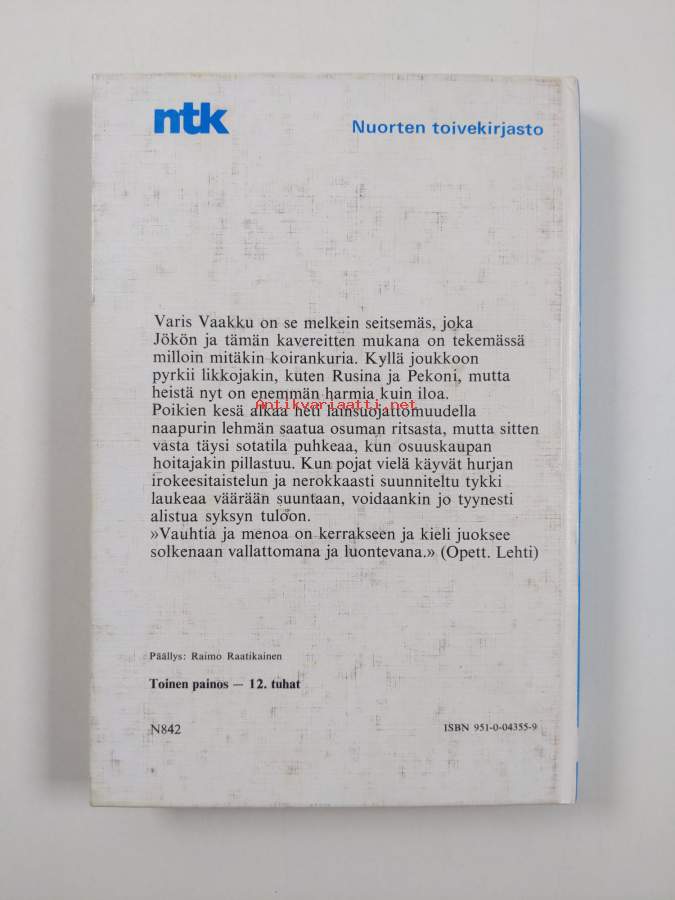 ntk
Nuorten toivekirjasto
Varis Vaakku on se melkein seitsemäs, joka
Jökön ja tämän kavereitten mukana on tekemässä
milloin mitäkin koirankuria. Kyllä joukkoon
pyrkii likkojakin, kuten Rusina ja Pekoni, mutta
heistä nyt on enemmän harmia kuin iloa.
Antikvariaatti.net
Poikien kesä alkaa heti lainsuojattomuudella
naapurin lehmän saatua osuman ritsasta, mutta sitten
vasta täysi sotatila puhkeaa, kun osuuskaupan
hoitajakin pillastuu. Kun pojat vielä käyvät hurjan
irokeesitaistelun ja nerokkaasti suunniteltu tykki
laukeaa väärään suuntaan, voidaankin jo tyynesti
alistua syksyn tuloon.
»Vauhtia ja menoa on kerrakseen ja kieli juoksee
solkenaan vallattomana ja luontevana.» (Opett. Lehti)
Päällys: Raimo Raatikainen
Toinen painos — 12. tuhat
N842
ISBN 951-0-04355-9